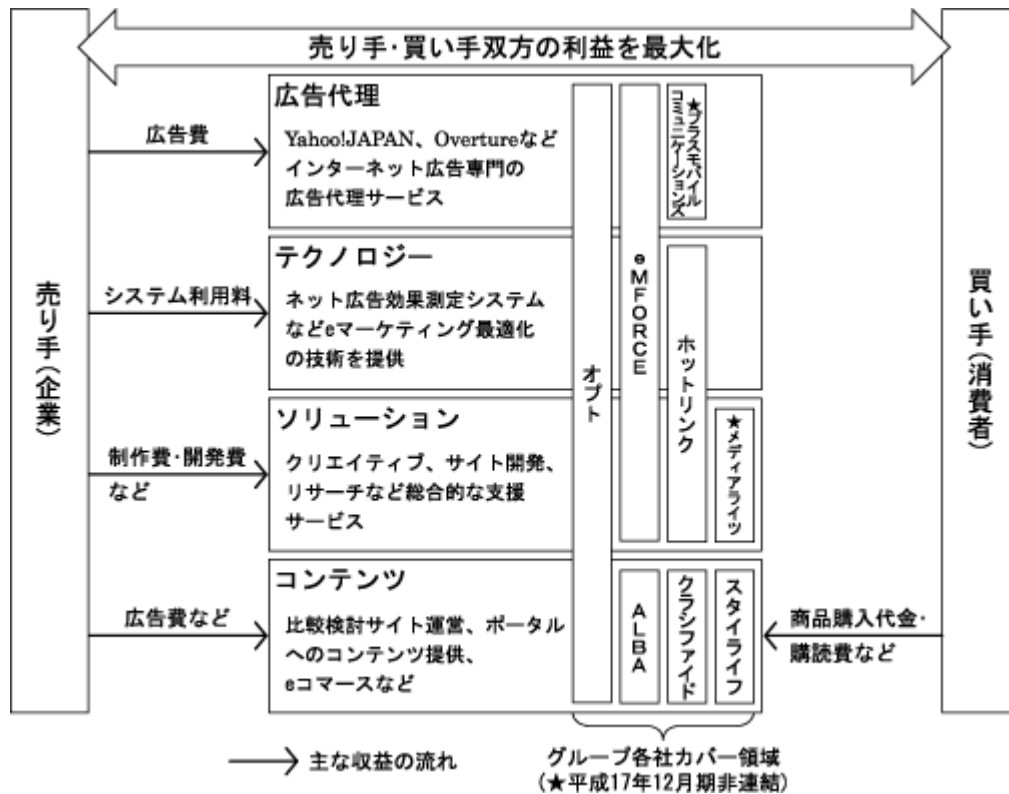 売り手･買い手双方の利益を最大化
売り手(企業)
広告費
広告代理
Yahoo!JAPAN、Overtureなど
インターネット広告専門の
広告代理サービス
システム利用料
テクノロジー
ネット広告効果測定システム
などeマーケティング最適化
の技術を提供
制作費･開発費
など
ソリューション
クリエイティブ、サイト開発、
リサーチなど総合的な支援
サービス
広告費など
コンテンツ
比較検討サイト運営、ポータル
へのコンテンツ提供、
eコマースなど
オプト
eMFORCE
★プラスモバイル
コミュニケーションズ
ホットリンク
★メディアライツ
ALBA
クラシファイド
スタイライフ
商品購入代金･
購読費など
買い手(消費者)
主な収益の流れ
グループ各社カバー領域
(★平成17年12月期非連結)